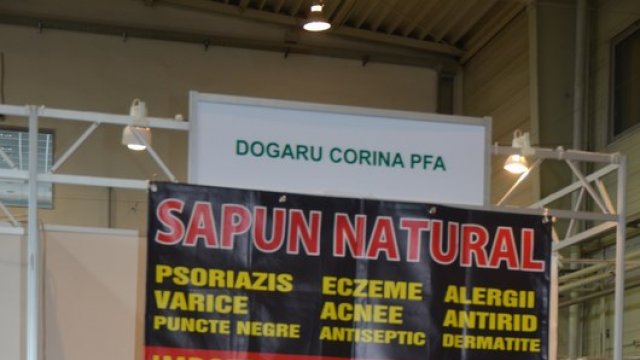 DOGARU CORINA PFA
SAPUN NATURAL
PSORIAZIS ECZEME ALERGII
VARICE ACNEE ANTIRID
PUNCTE NEGRE ANTISEPTIC DERMATITE